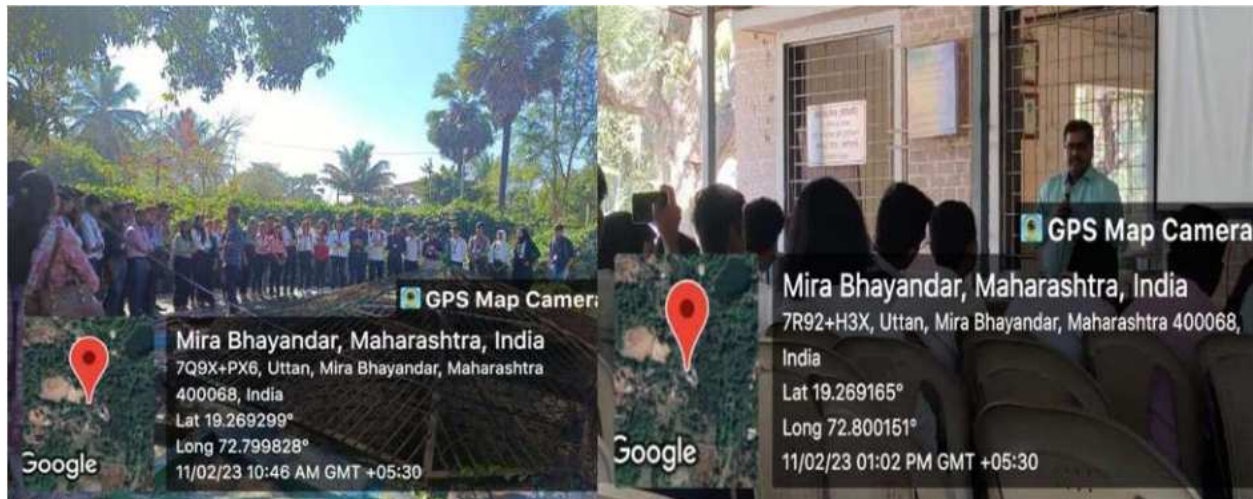 GPS Map Camera
Mira Bhayandar, Maharashtra, India
7Q9X+PX6, Uttan, Mira Bhayandar, Maharashtra
400068, India
Lat 19.269299°
Long 72.799828°
11/02/23 10:46 AM GMT +05:30
Google
GPS Map Camera
Mira Bhayandar, Maharashtra, India
7R92+H3X, Uttan, Mira Bhayandar, Maharashtra 400068,
India
Lat 19.269165°
Long 72.800151°
11/02/23 01:02 PM GMT +05:30
Google